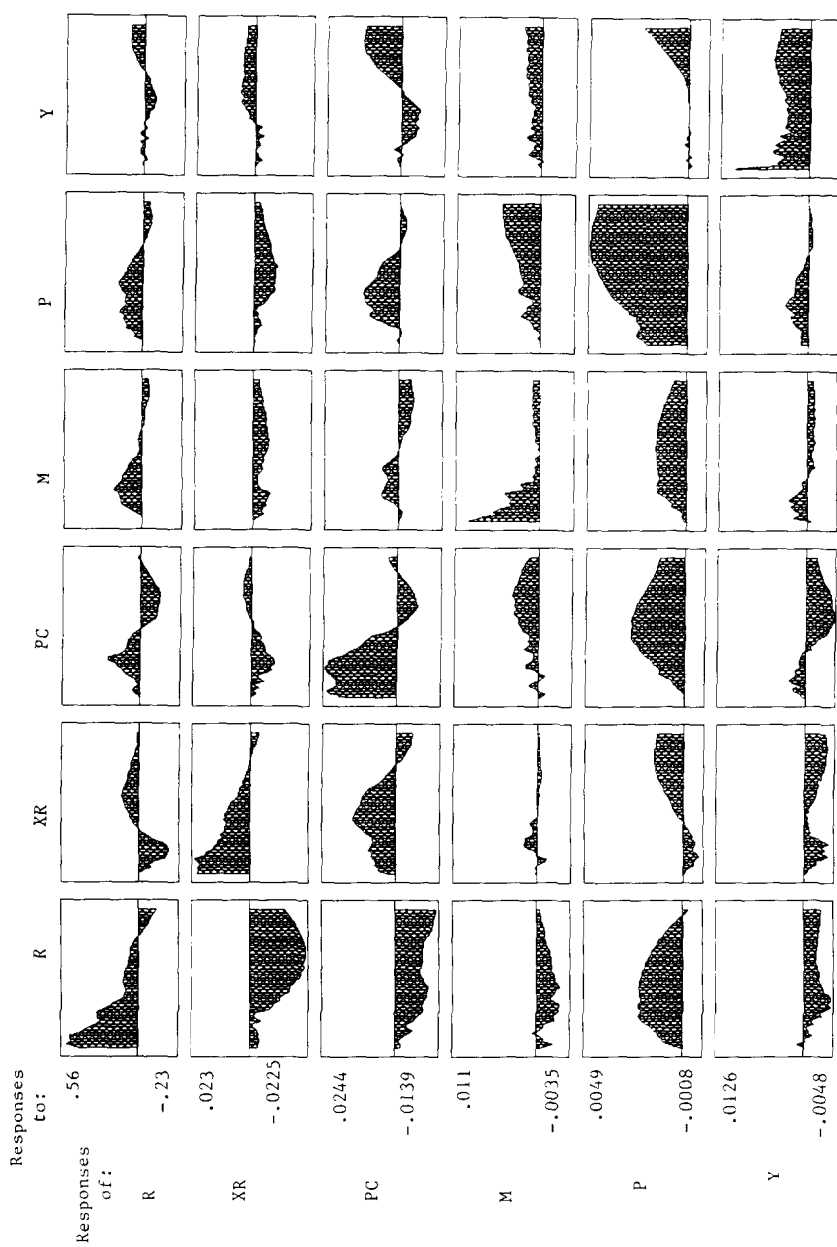 Responses
to:
R XR PC M P Y
Responses
of:
R .56
-.23
XR .023
-.0225
PC .0244
-.0139
M .011
-.0035
P .0049
-.0008
Y .0126
-.0048